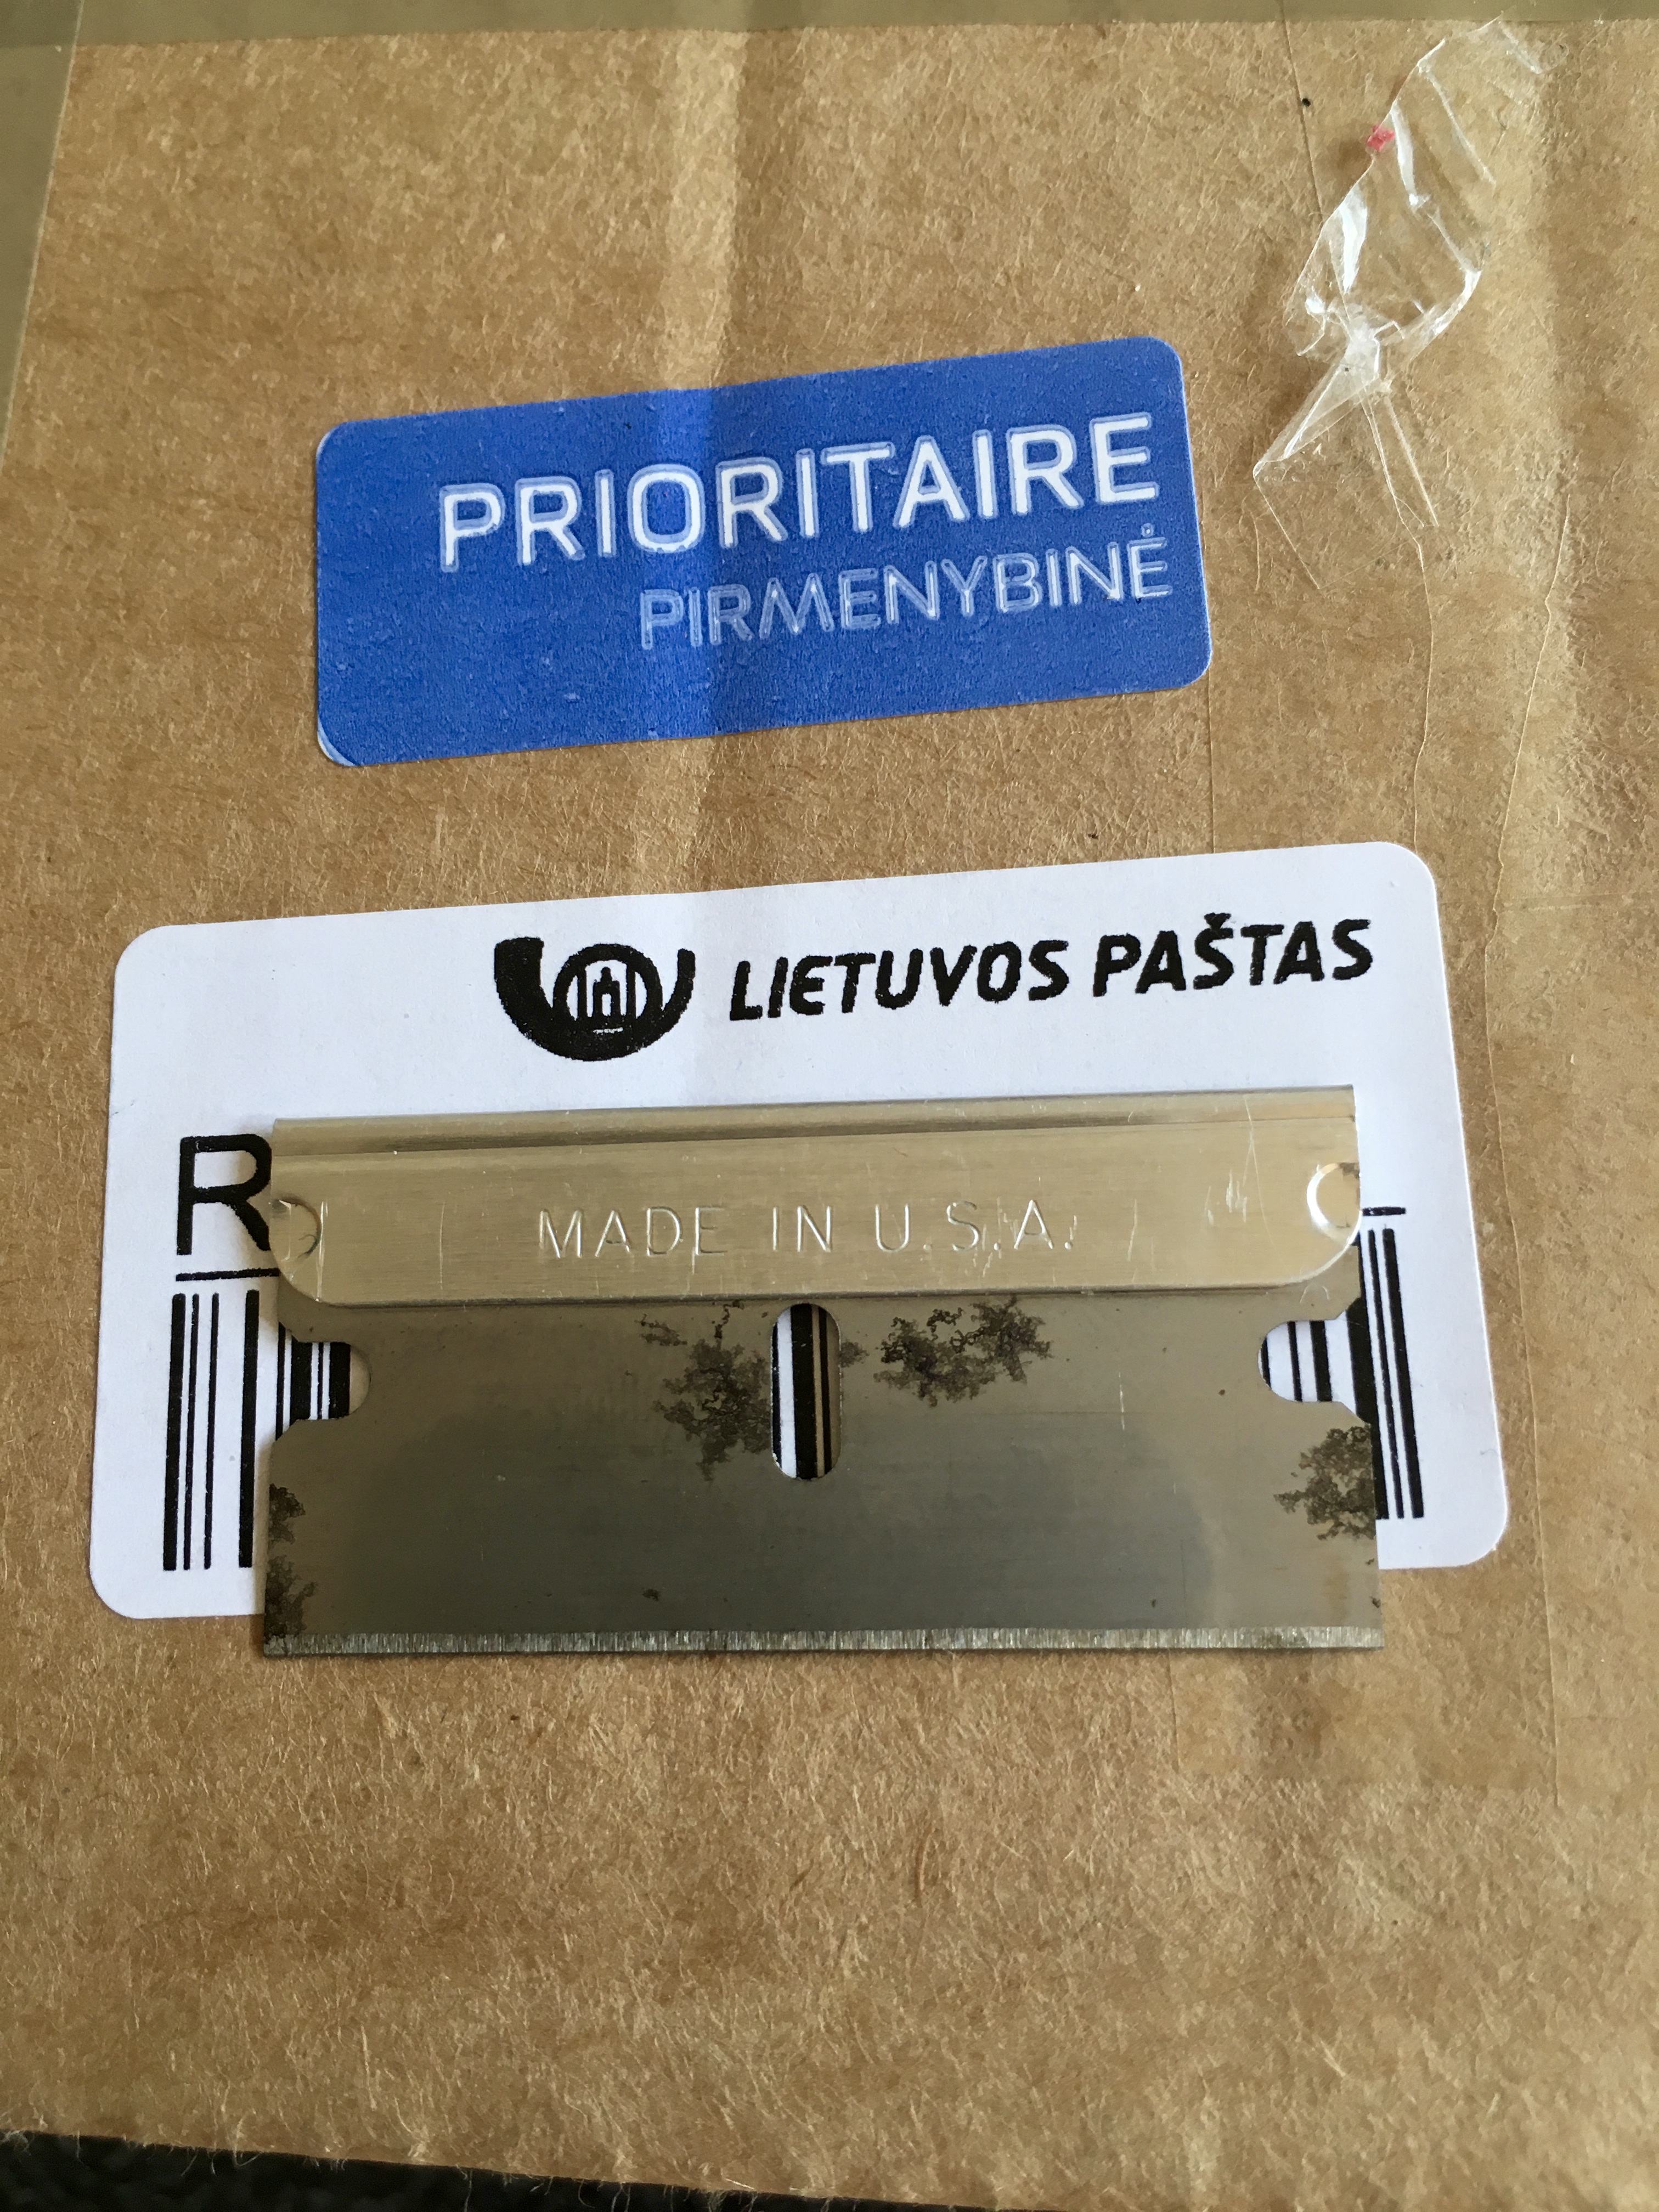 PRIORITAIRE
PIRMENYBINĖ
LIETUVOS PAŠTAS
R
MADE IN U.S.A.